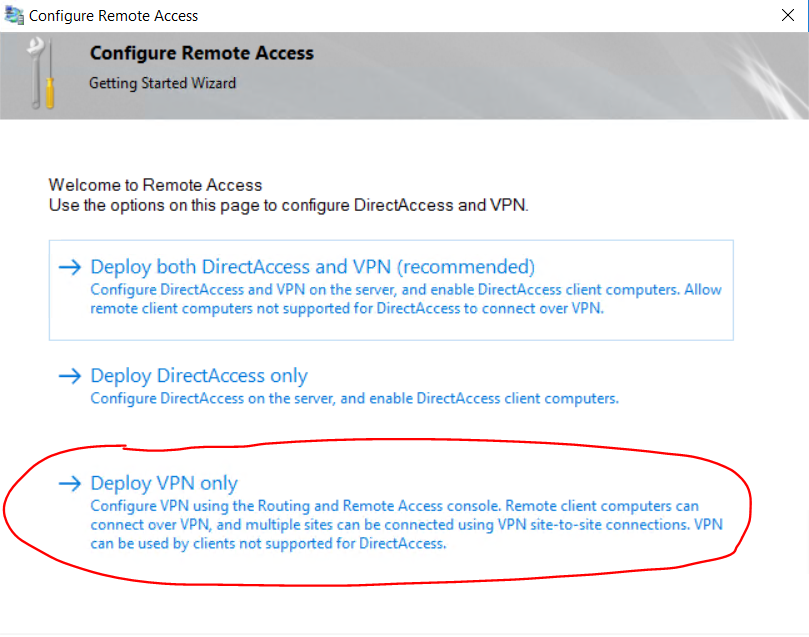 Configure Remote Access
Configure Remote Access
Getting Started Wizard
Welcome to Remote Access
Use the options on this page to configure DirectAccess and VPN.
Deploy both DirectAccess and VPN (recommended)
Configure DirectAccess and VPN on the server, and enable DirectAccess client computers. Allow
remote client computers not supported for DirectAccess to connect over VPN.
Deploy DirectAccess only
Configure DirectAccess on the server, and enable DirectAccess client computers.
Deploy VPN only
Configure VPN using the Routing and Remote Access console. Remote client computers can
connect over VPN, and multiple sites can be connected using VPN site-to-site connections. VPN
can be used by clients not supported for DirectAccess.